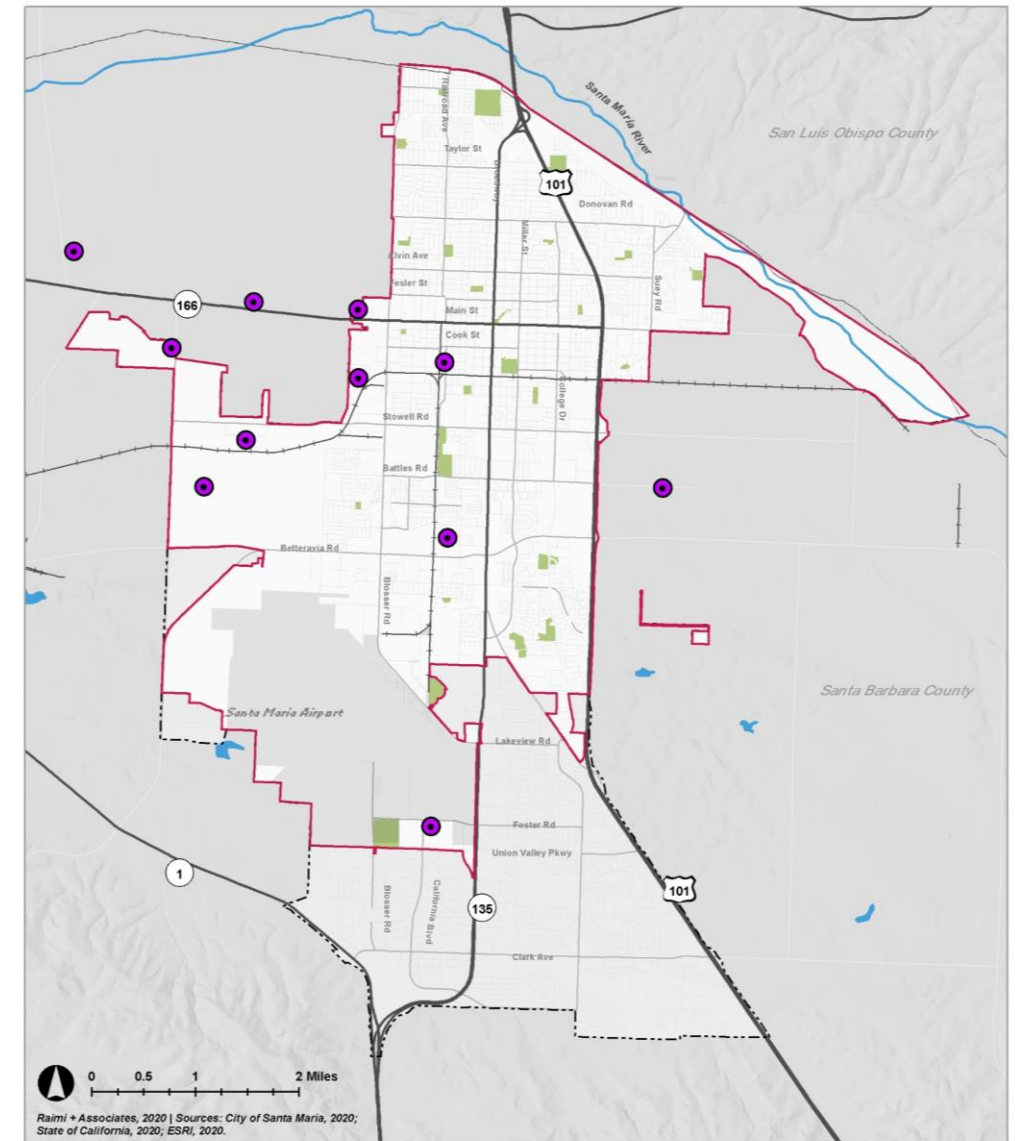 Santa Maria River
San Luis Obispo County
Railroad Ave
Taylor St
Broadway
101
Donovan Rd
Miller St
Alvin Ave
Fesler St
Suey Rd
166
Main St
Cook St
College Dr
Stowell Rd
Battles Rd
Betteravia Rd
Blosser Rd
Santa Barbara County
Santa Maria Airport
Lakeview Rd
Foster Rd
Union Valley Pkwy
1
Blosser Rd
California Blvd
135
101
Clark Ave
0 0.5 1 2 Miles
Raimi + Associates, 2020 | Sources: City of Santa Maria, 2020;
State of California, 2020; ESRI, 2020.